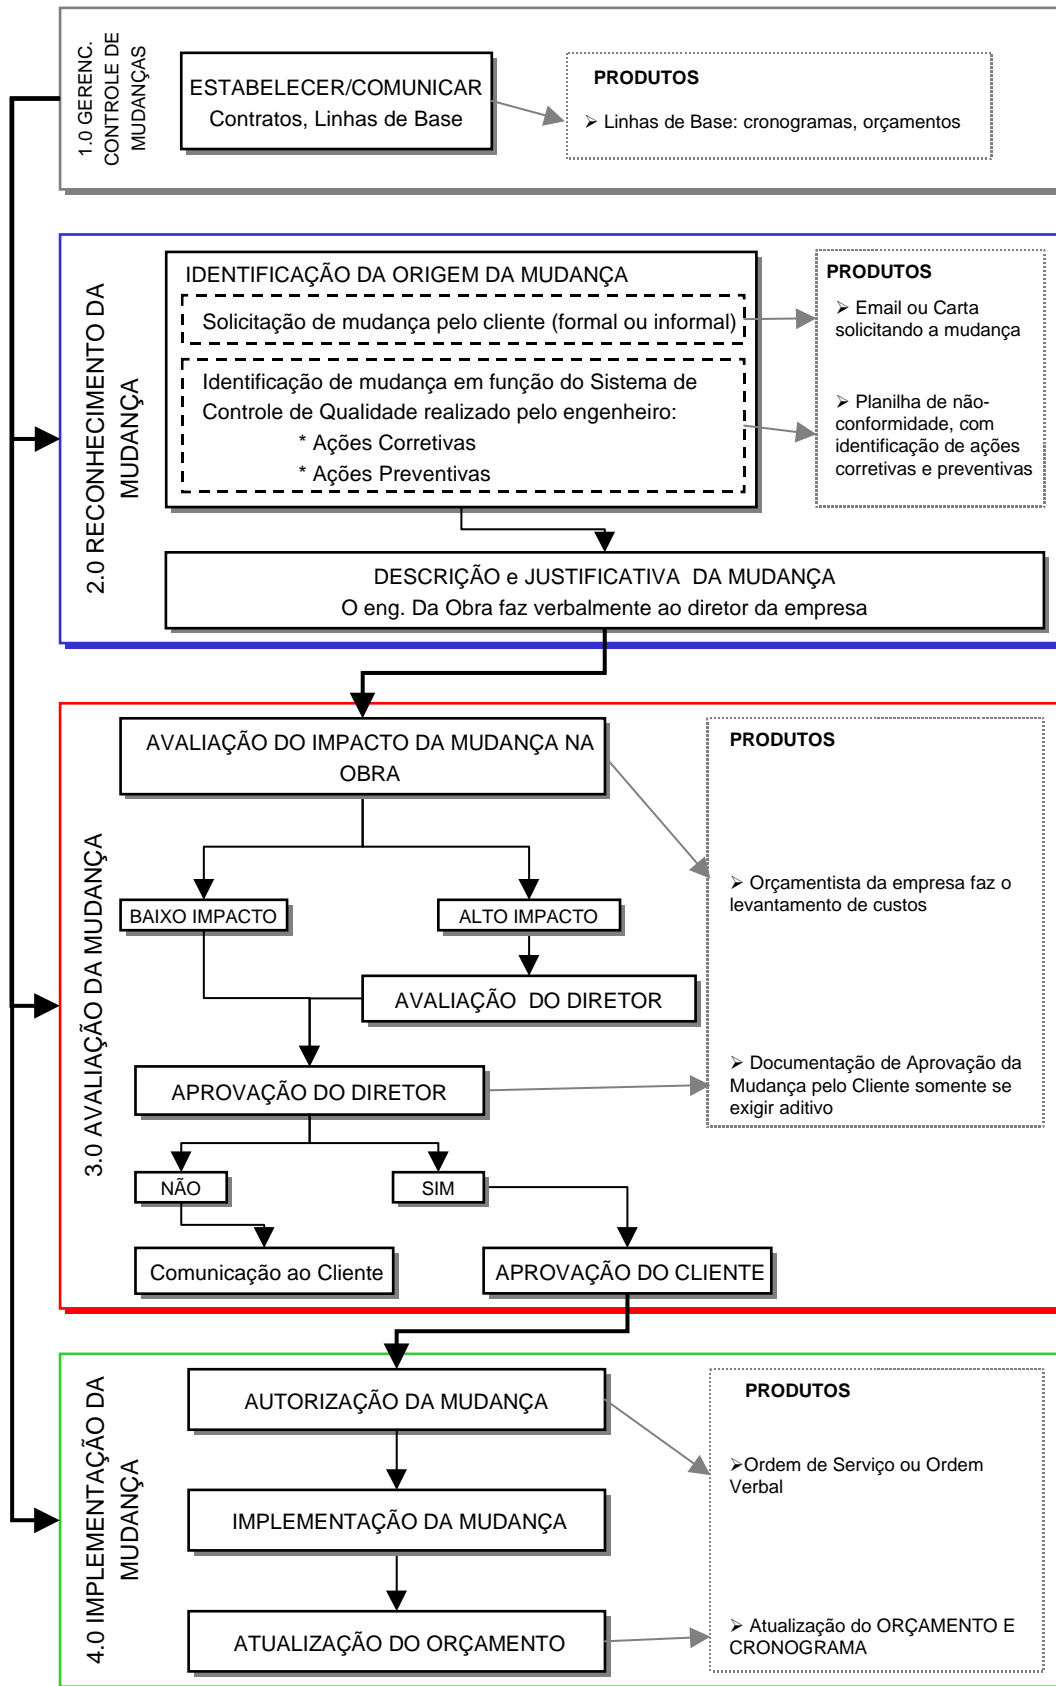 1.0 GERENC.
CONTROLE DE
MUDANÇAS
ESTABELECER/COMUNICAR
Contratos, Linhas de Base
PRODUTOS
➢ Linhas de Base: cronogramas, orçamentos
2.0 RECONHECIMENTO DA
MUDANÇA
IDENTIFICAÇÃO DA ORIGEM DA MUDANÇA
Solicitação de mudança pelo cliente (formal ou informal)
Identificação de mudança em função do Sistema de
Controle de Qualidade realizado pelo engenheiro:
* Ações Corretivas
* Ações Preventivas
PRODUTOS
➢ Email ou Carta
solicitando a mudança
➢ Planilha de não-
conformidade, com
identificação de ações
corretivas e preventivas
DESCRIÇÃO e JUSTIFICATIVA DA MUDANÇA
O eng. Da Obra faz verbalmente ao diretor da empresa
3.0 AVALIAÇÃO DA MUDANÇA
AVALIAÇÃO DO IMPACTO DA MUDANÇA NA
OBRA
BAIXO IMPACTO
ALTO IMPACTO
AVALIAÇÃO DO DIRETOR
APROVAÇÃO DO DIRETOR
NÃO
SIM
Comunicação ao Cliente
APROVAÇÃO DO CLIENTE
PRODUTOS
➢ Orçamentista da empresa faz o
levantamento de custos
➢ Documentação de Aprovação da
Mudança pelo Cliente somente se
exigir aditivo
4.0 IMPLEMENTAÇÃO DA
MUDANÇA
AUTORIZAÇÃO DA MUDANÇA
IMPLEMENTAÇÃO DA MUDANÇA
ATUALIZAÇÃO DO ORÇAMENTO
PRODUTOS
➢Ordem de Serviço ou Ordem
Verbal
➢ Atualização do ORÇAMENTO E
CRONOGRAMA